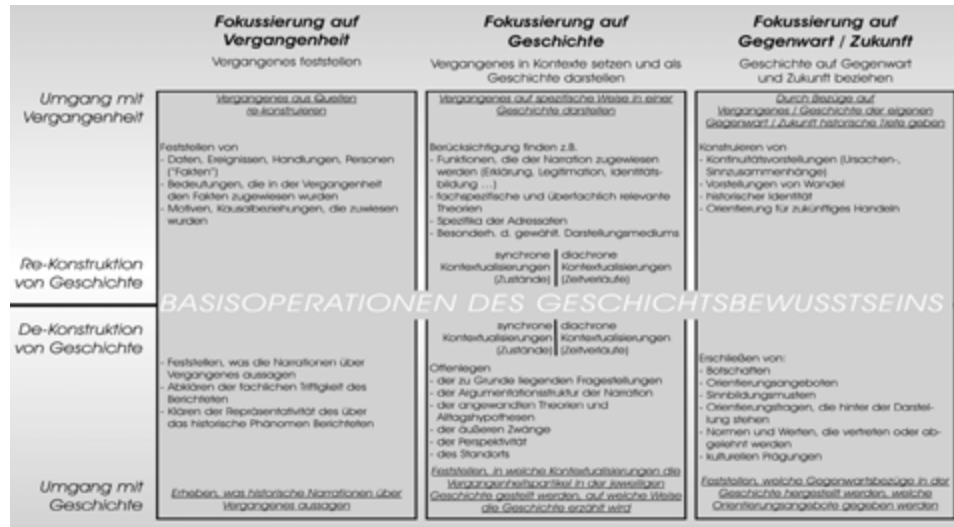 Fokussierung auf
Vergangenheit
Vergangenes feststellen
Fokussierung auf
Geschichte
Vergangenes in Kontexte setzen und als
Geschichte darstellen
Fokussierung auf
Gegenwart / Zukunft
Geschichte auf Gegenwart
und Zukunft beziehen
Umgang mit
Vergangenheit
Vergangenes aus Quellen
re-konstruieren
Feststellen von
- Daten, Ereignissen, Handlungen, Personen
("Fakten")
- Bedeutungen, die in der Vergangenheit
den Fakten zugewiesen wurden
- Motiven, Kausalbeziehungen, die zuwiesen
wurden
Vergangenes auf spezifische Weise in einer
Geschichte darstellen
Berücksichtigung finden z.B.
- Funktionen, die der Narration zugewiesen
werden (Erklärung, Legitimation, Identitäts-
bildung ...)
- fachspezifische und überfachlich relevante
Theorien
- Spezifika der Adressaten
- Besonderh. d. gewählt. Darstellungsmediums
synchrone
Kontextualisierungen
(Zustände)
diachrone
Kontextualisierungen
(Zeitverläufe)
Durch Bezüge auf
Vergangenes / Geschichte der eigenen
Gegenwart / Zukunft historische Tiefe geben
Konstruieren von
- Kontinuitätsvorstellungen (Ursachen-,
Sinnzusammenhänge)
- Vorstellungen von Wandel
- historischer Identität
- Orientierung für zukünftiges Handeln
Re-Konstruktion
von Geschichte
BASISOPERATIONEN DES GESCHICHTSBEWUSSTSEINS
De-Konstruktion
von Geschichte
- Feststellen, was die Narrationen über
Vergangenes aussagen
- Abklären der fachlichen Triftigkeit des
Berichteten
- Klären der Repräsentativität des über
das historische Phänomen Berichteten
Erheben, was historische Narrationen über
Vergangenes aussagen
synchrone
Kontextualisierungen
(Zustände)
diachrone
Kontextualisierungen
(Zeitverläufe)
Offenlegen
- der zu Grunde liegenden Fragestellungen
- der Argumentationsstruktur der Narration
- der angewandten Theorien und
Alltagshypothesen
- der äußeren Zwänge
- der Perspektivität
- des Standorts
Feststellen, in welche Kontextualisierungen die
Vergangenheitspartikel in der jeweiligen
Geschichte gestellt werden, auf welche Weise
die Geschichte erzählt wird
Erschließen von:
- Botschaften
- Orientierungsangeboten
- Sinnbildungsmustern
- Orientierungsfragen, die hinter der Darstel-
lung stehen
- Normen und Werten, die vertreten oder ab-
gelehnt werden
- kulturellen Prägungen
Feststellen, welche Gegenwartsbezüge in der
Geschichte hergestellt werden, welche
Orientierungsangebote gegeben werden
Umgang mit
Geschichte